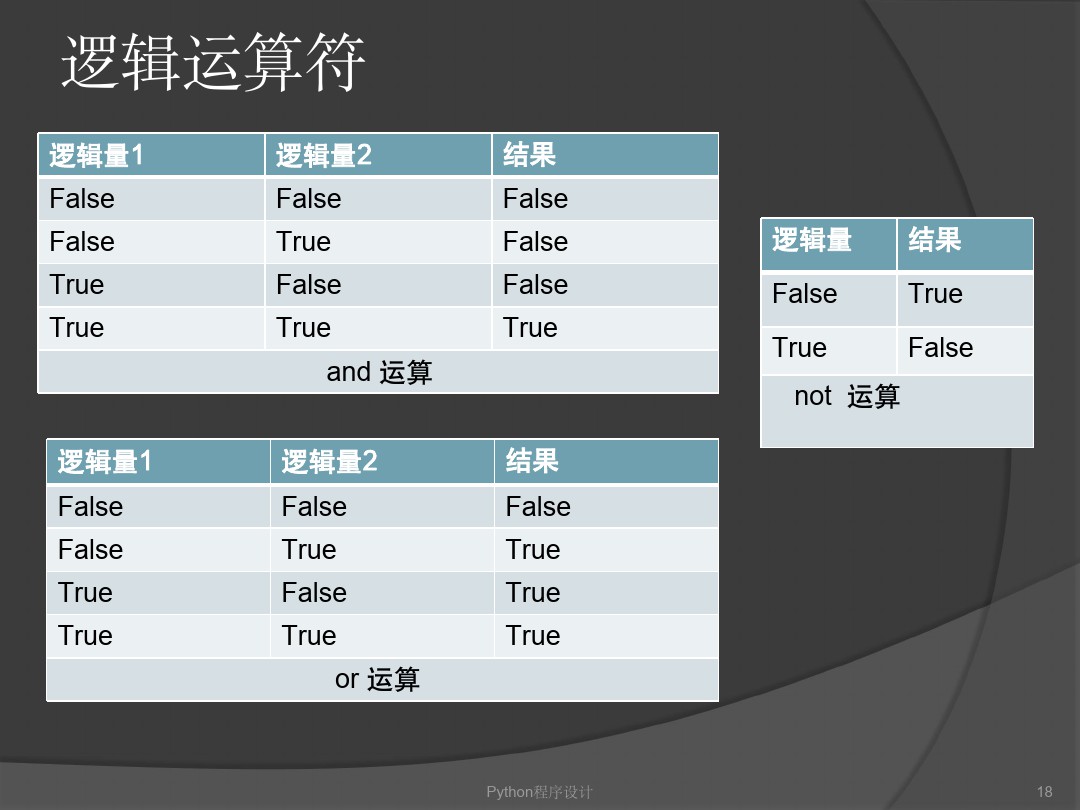 逻辑运算符
逻辑量1 逻辑量2 结果
False False False
False True False
True False False
True True True
and 运算
逻辑量 结果
False True
True False
not 运算
逻辑量1 逻辑量2 结果
False False False
False True True
True False True
True True True
or 运算
Python程序设计 18